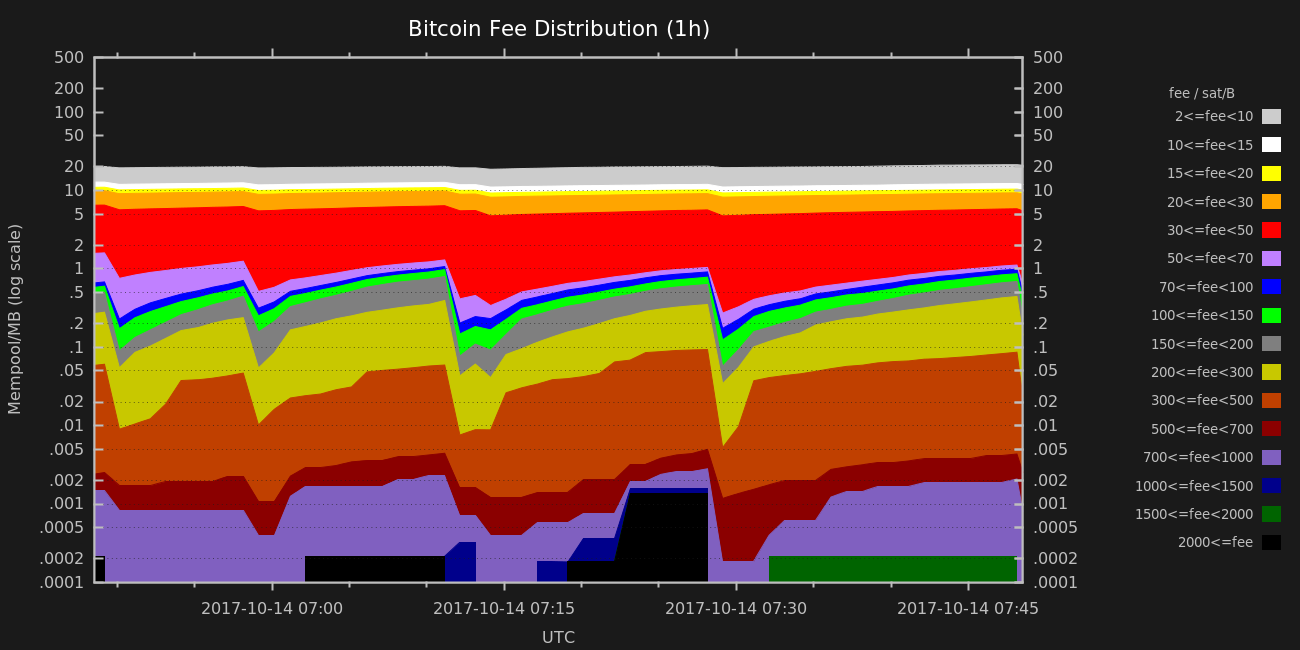 Bitcoin Fee Distribution (1h)
500
200
100
50
20
10
5
2
1
.5
.2
.1
.05
.02
.01
.005
.002
.001
.0005
.0002
.0001
Mempool/MB (log scale)
500
200
100
50
20
10
5
2
1
.5
.2
.1
.05
.02
.01
.005
.002
.001
.0005
.0002
.0001
2017-10-14 07:00
2017-10-14 07:15
2017-10-14 07:30
2017-10-14 07:45
UTC
fee / sat/B
2<=fee<10
10<=fee<15
15<=fee<20
20<=fee<30
30<=fee<50
50<=fee<70
70<=fee<100
100<=fee<150
150<=fee<200
200<=fee<300
300<=fee<500
500<=fee<700
700<=fee<1000
1000<=fee<1500
1500<=fee<2000
2000<=fee